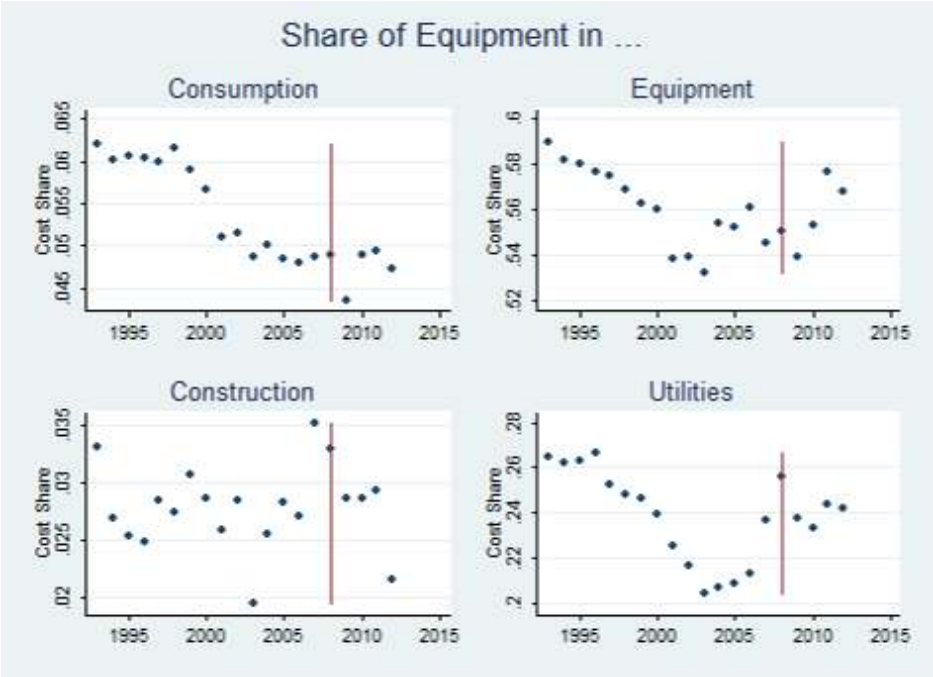 Share of Equipment in ...
Consumption
Cost Share
.065
.06
.055
.05
.045
1995 2000 2005 2010 2015
Equipment
Cost Share
.6
.58
.56
.54
.52
1995 2000 2005 2010 2015
Construction
Cost Share
.035
.03
.025
.02
1995 2000 2005 2010 2015
Utilities
Cost Share
.28
.26
.24
.22
.2
1995 2000 2005 2010 2015